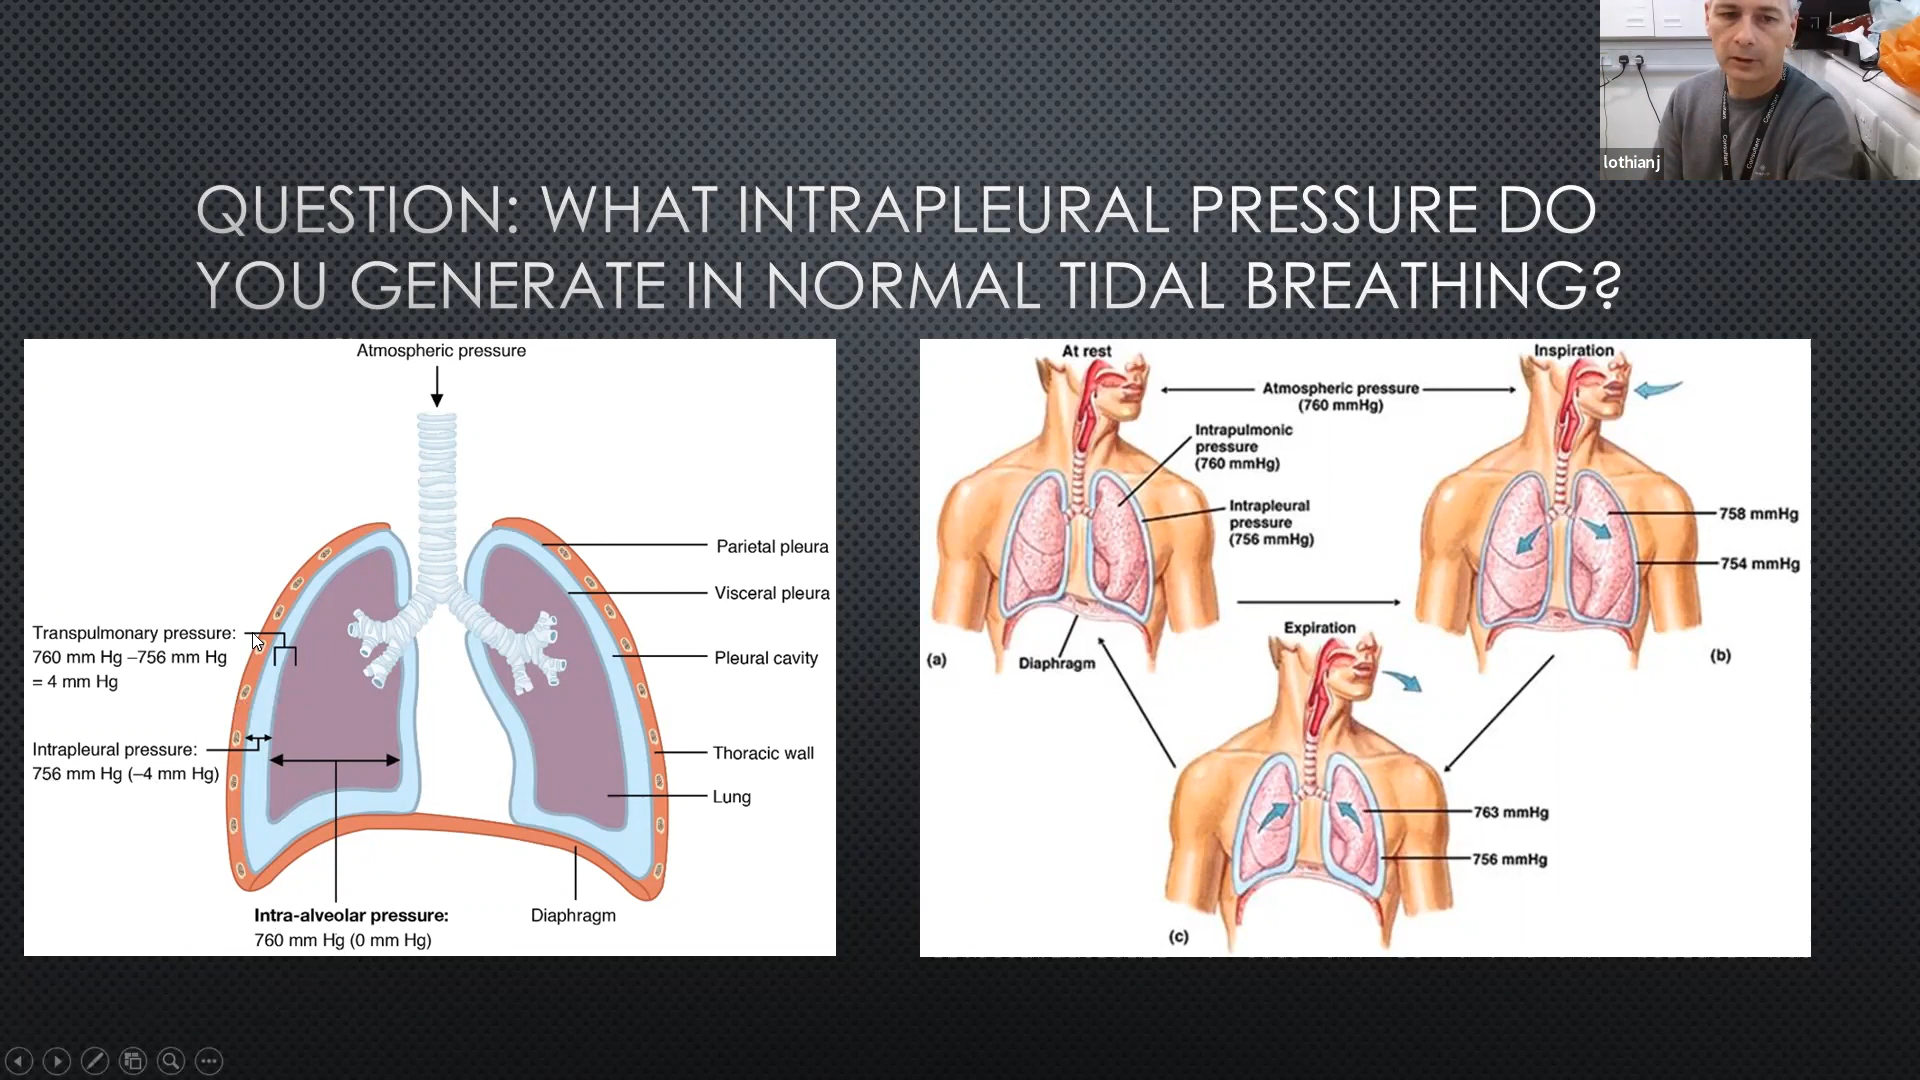 lothianj
Consultant
Consultant
Consultant
Consultant
QUESTION: WHAT INTRAPLEURAL PRESSURE DO
YOU GENERATE IN NORMAL TIDAL BREATHING?
Atmospheric pressure
Parietal pleura
Visceral pleura
Transpulmonary pressure:
760 mm Hg –756 mm Hg
= 4 mm Hg
Pleural cavity
Intrapleural pressure:
756 mm Hg (–4 mm Hg)
Thoracic wall
Lung
Intra-alveolar pressure:
760 mm Hg (0 mm Hg)
Diaphragm
At rest
Inspiration
Atmospheric pressure
(760 mmHg)
Intrapulmonic
pressure
(760 mmHg)
Intrapleural
pressure
(756 mmHg)
758 mmHg
754 mmHg
(a)
Diaphragm
(b)
Expiration
763 mmHg
756 mmHg
(c)